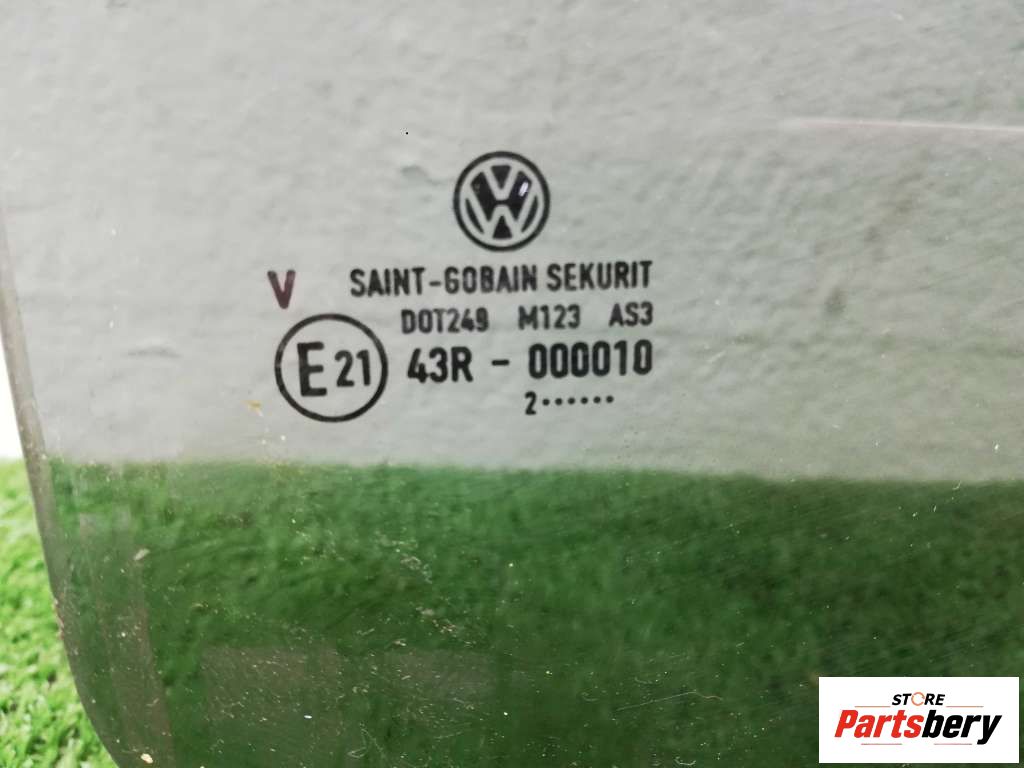 V SAINT-GOBAIN SEKURIT
DOT249 M123 AS3
E21 43R - 000010
2······
STORE
Partsbery